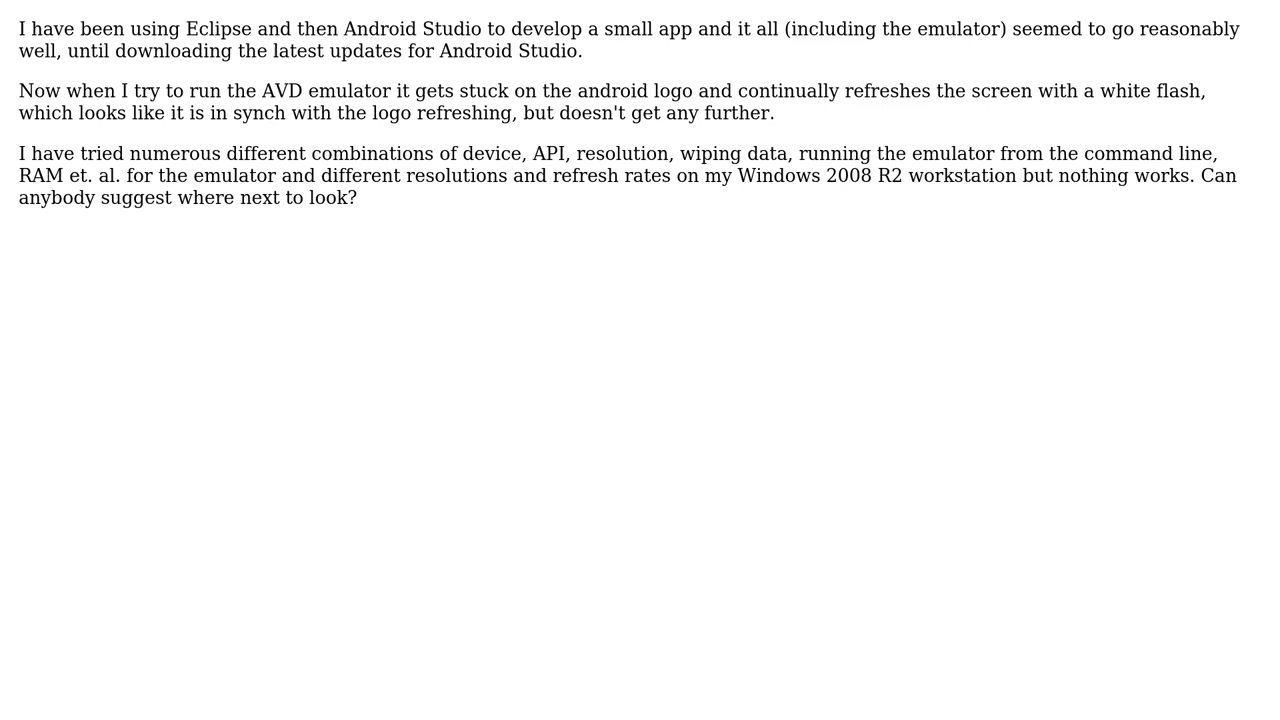 I have been using Eclipse and then Android Studio to develop a small app and it all (including the emulator) seemed to go reasonably
well, until downloading the latest updates for Android Studio.
Now when I try to run the AVD emulator it gets stuck on the android logo and continually refreshes the screen with a white flash,
which looks like it is in synch with the logo refreshing, but doesn't get any further.
I have tried numerous different combinations of device, API, resolution, wiping data, running the emulator from the command line,
RAM et. al. for the emulator and different resolutions and refresh rates on my Windows 2008 R2 workstation but nothing works. Can
anybody suggest where next to look?